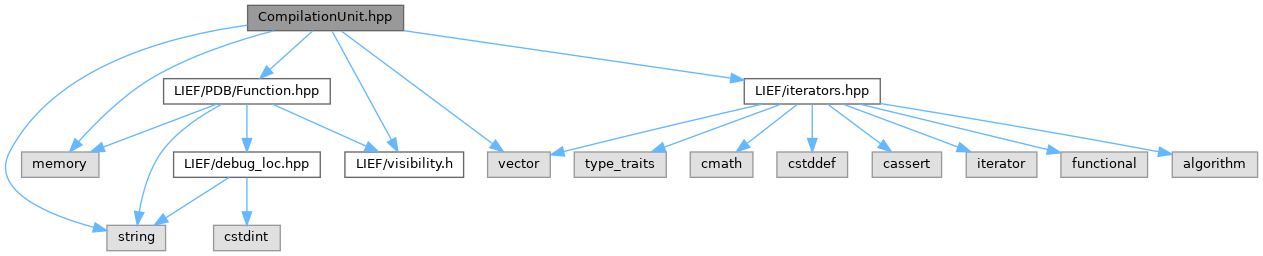 CompilationUnit.hpp
LIEF/PDB/Function.hpp
LIEF/iterators.hpp
memory
LIEF/debug_loc.hpp
LIEF/visibility.h
vector
type_traits
cmath
cstddef
cassert
iterator
functional
algorithm
string
cstdint